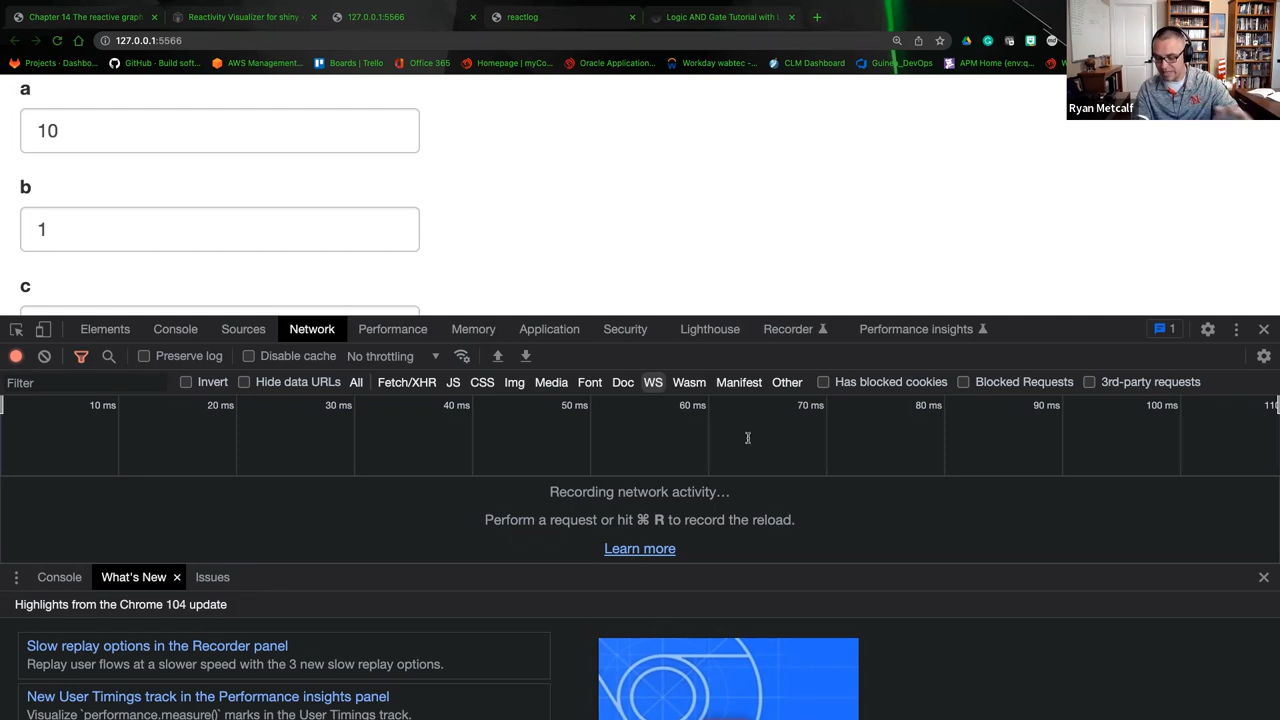 Chapter 14 The reactive graph
Reactivity Visualizer for shiny
127.0.0.1:5566
reactlog
Logic AND Gate Tutorial with
127.0.0.1:5566
Projects · Dashbo...
GitHub · Build soft...
AWS Management...
Boards | Trello
Office 365
Homepage | myCo...
Oracle Application...
Workday wabtec -...
CLM Dashboard
Guinea_DevOps
APM Home (env:q...
Ryan Metcalf
a
10
b
1
c
Elements
Console
Sources
Network
Performance
Memory
Application
Security
Lighthouse
Recorder
Performance insights
1
Preserve log
Disable cache
No throttling
Filter
Invert
Hide data URLs
All
Fetch/XHR
JS
CSS
Img
Media
Font
Doc
WS
Wasm
Manifest
Other
Has blocked cookies
Blocked Requests
3rd-party requests
10 ms
20 ms
30 ms
40 ms
50 ms
60 ms
70 ms
80 ms
90 ms
100 ms
110
Recording network activity...
Perform a request or hit ⌘ R to record the reload.
Learn more
Console
What's New
Issues
Highlights from the Chrome 104 update
Slow replay options in the Recorder panel
Replay user flows at a slower speed with the 3 new slow replay options.
New User Timings track in the Performance insights panel
Visualize `performance.measure()` marks in the User Timings track.